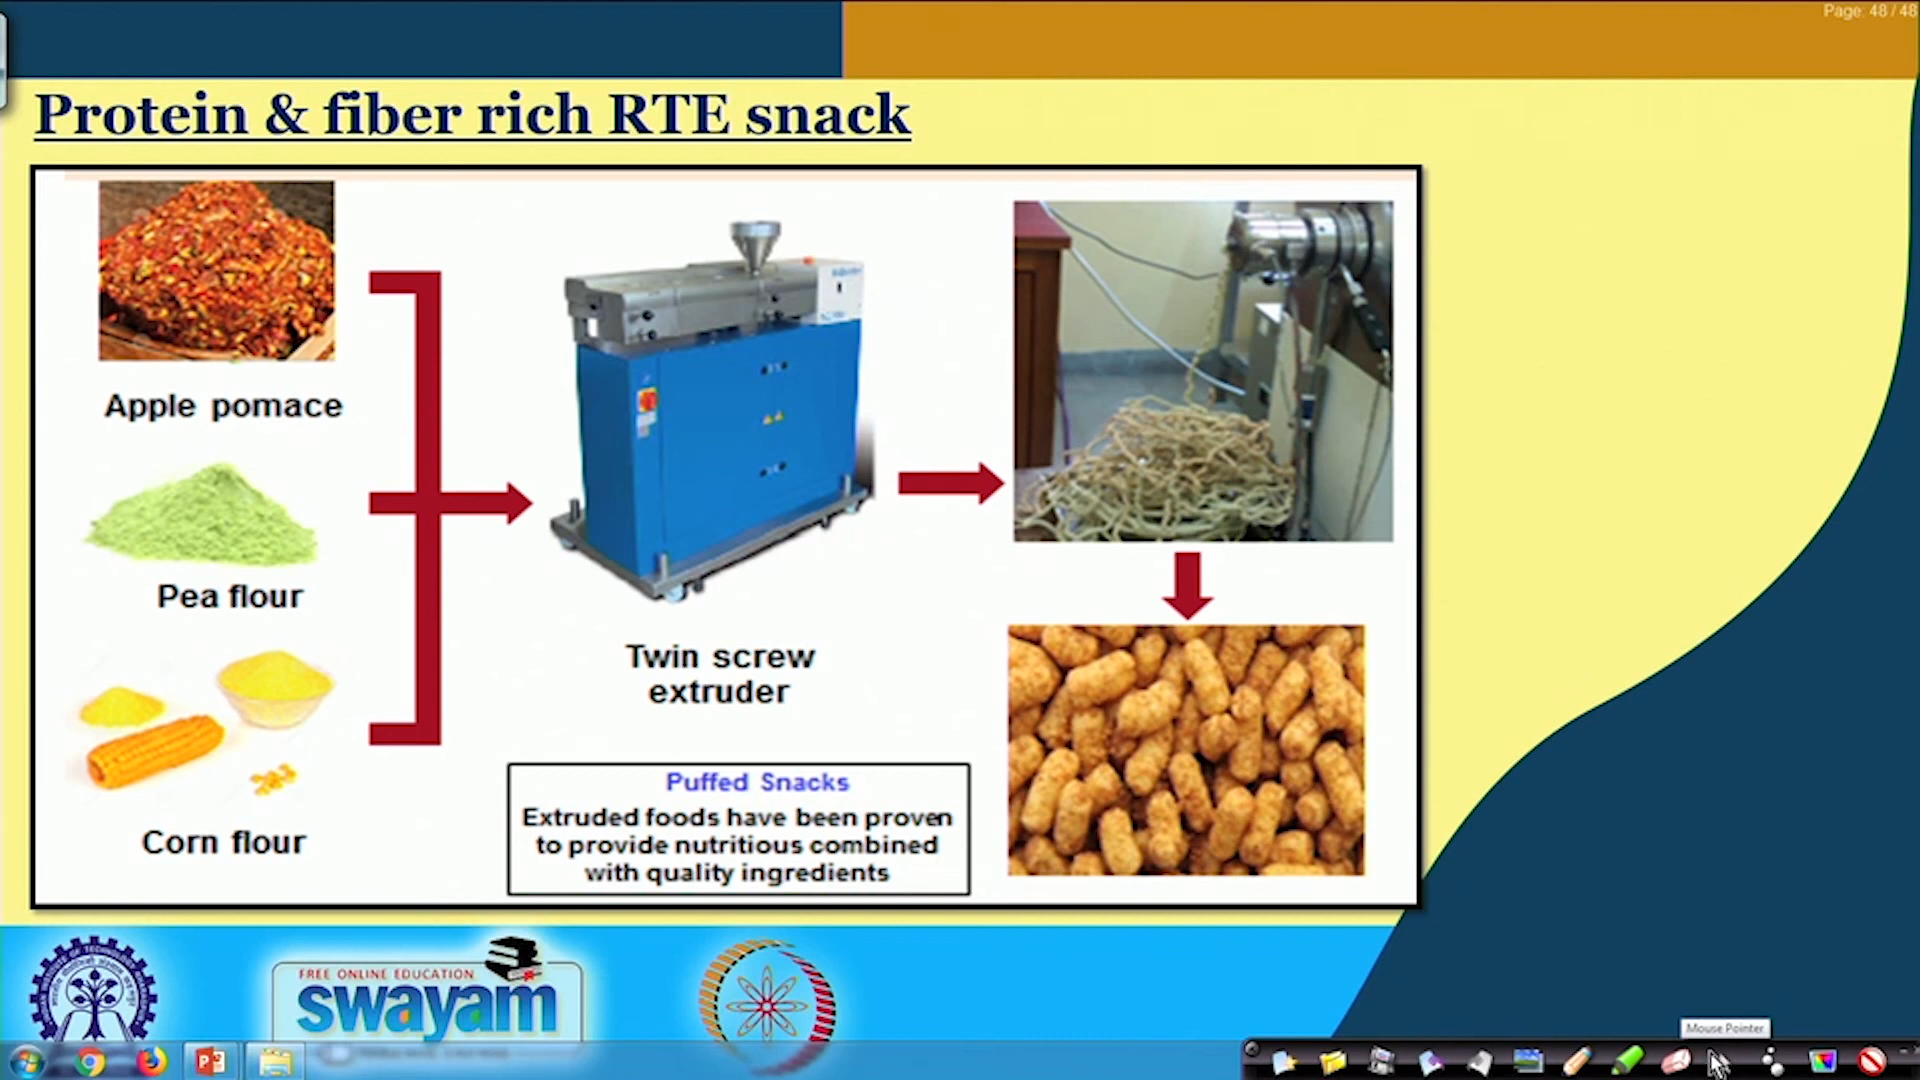 Page: 48 / 48
Protein & fiber rich RTE snack
Apple pomace
Pea flour
Corn flour
Twin screw
extruder
Puffed Snacks
Extruded foods have been proven
to provide nutritious combined
with quality ingredients
FREE ONLINE EDUCATION
swayam
Mouse Pointer